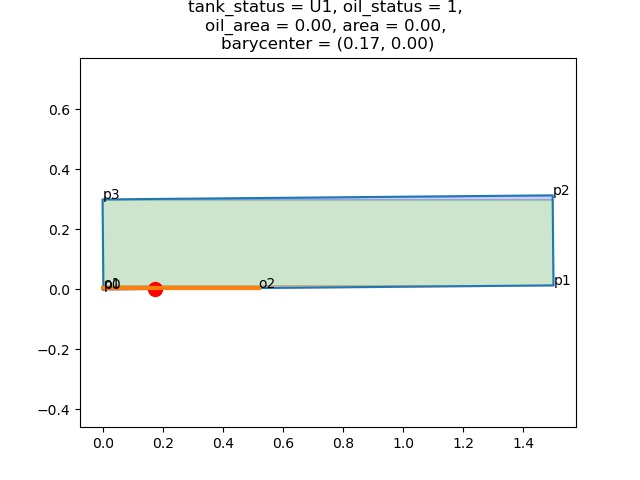 tank_status = U1, oil_status = 1,
oil_area = 0.00, area = 0.00,
barycenter = (0.17, 0.00)
0.6
0.4
0.2
0.0
−0.2
−0.4
p3
p2
o2
p1
0.0
0.2
0.4
0.6
0.8
1.0
1.2
1.4